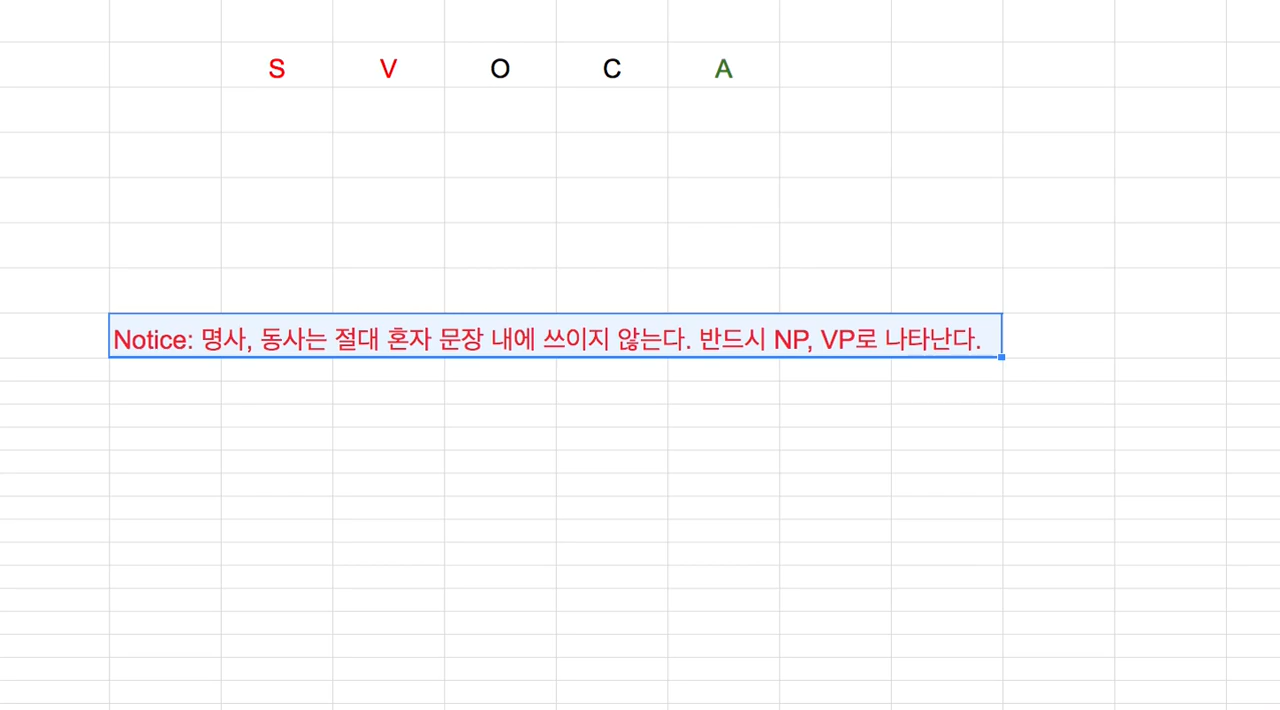 S V O C A
Notice: 명사, 동사는 절대 혼자 문장 내에 쓰이지 않는다. 반드시 NP, VP로 나타난다.